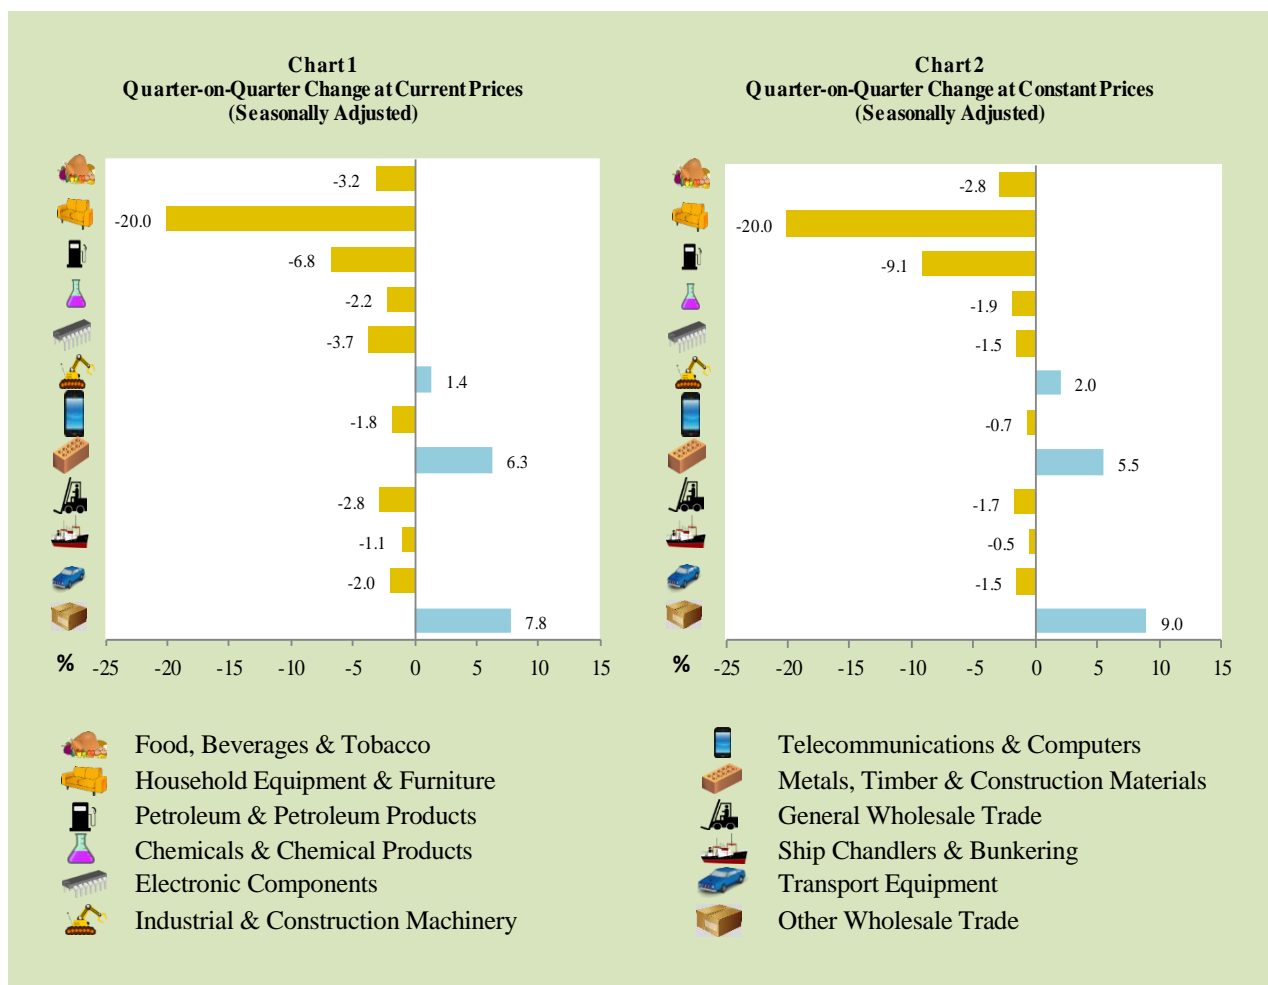 Chart 1
Quarter-on-Quarter Change at Current Prices
(Seasonally Adjusted)
-3.2
-20.0
-6.8
-2.2
-3.7
1.4
-1.8
6.3
-2.8
-1.1
-2.0
7.8
% -25 -20 -15 -10 -5 0 5 10 15
Chart 2
Quarter-on-Quarter Change at Constant Prices
(Seasonally Adjusted)
-2.8
-20.0
-9.1
-1.9
-1.5
2.0
-0.7
5.5
-1.7
-0.5
-1.5
9.0
% -25 -20 -15 -10 -5 0 5 10 15
Food, Beverages & Tobacco
Household Equipment & Furniture
Petroleum & Petroleum Products
Chemicals & Chemical Products
Electronic Components
Industrial & Construction Machinery
Telecommunications & Computers
Metals, Timber & Construction Materials
General Wholesale Trade
Ship Chandlers & Bunkering
Transport Equipment
Other Wholesale Trade